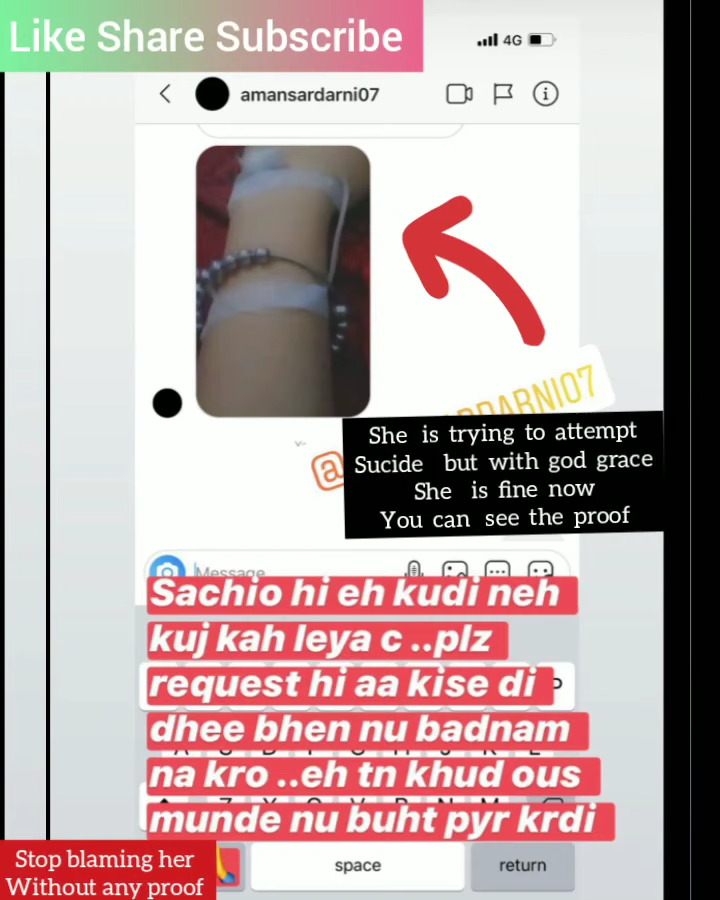 Like Share Subscribe
4G
amansardarni07
She is trying to attempt
Sucide but with god grace
She is fine now
You can see the proof
@
Message
Sachio hi eh kudi neh
kuj kah leya c ..plz
request hi aa kise di
dhee bhen nu badnam
na kro ..eh tn khud ous
munde nu buht pyr krdi
Stop blaming her
Without any proof
space
return